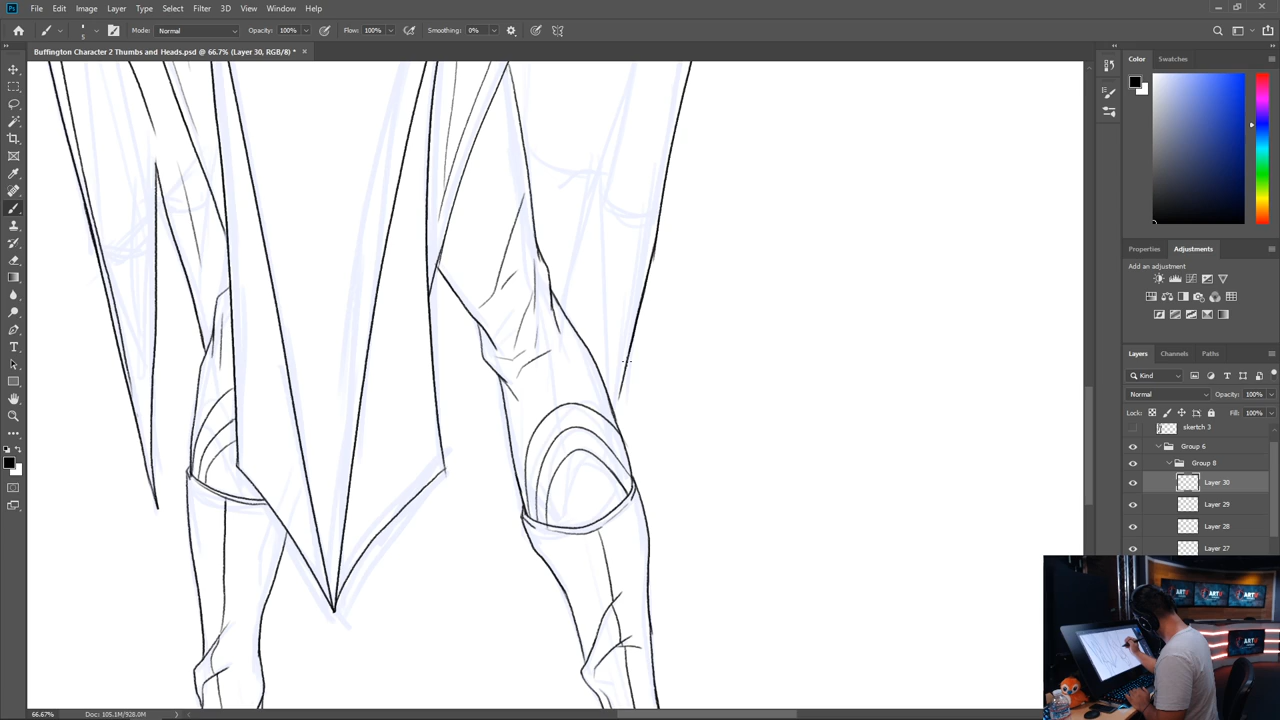 File Edit Image Layer Type Select Filter 3D View Window Help
Mode: Normal Opacity: 100% Flow: 100% Smoothing: 0%
Buffington Character 2 Thumbs and Heads.psd @ 66.7% (Layer 30, RGB/8) *
Color Swatches
Properties Adjustments
Add an adjustment
Layers Channels Paths
Kind
Normal Opacity: 100%
Lock: Fill: 100%
skertch 3
Group 6
Group 8
Layer 30
Layer 29
Layer 28
Layer 27
66.67% Doc: 105.1M/928.0M